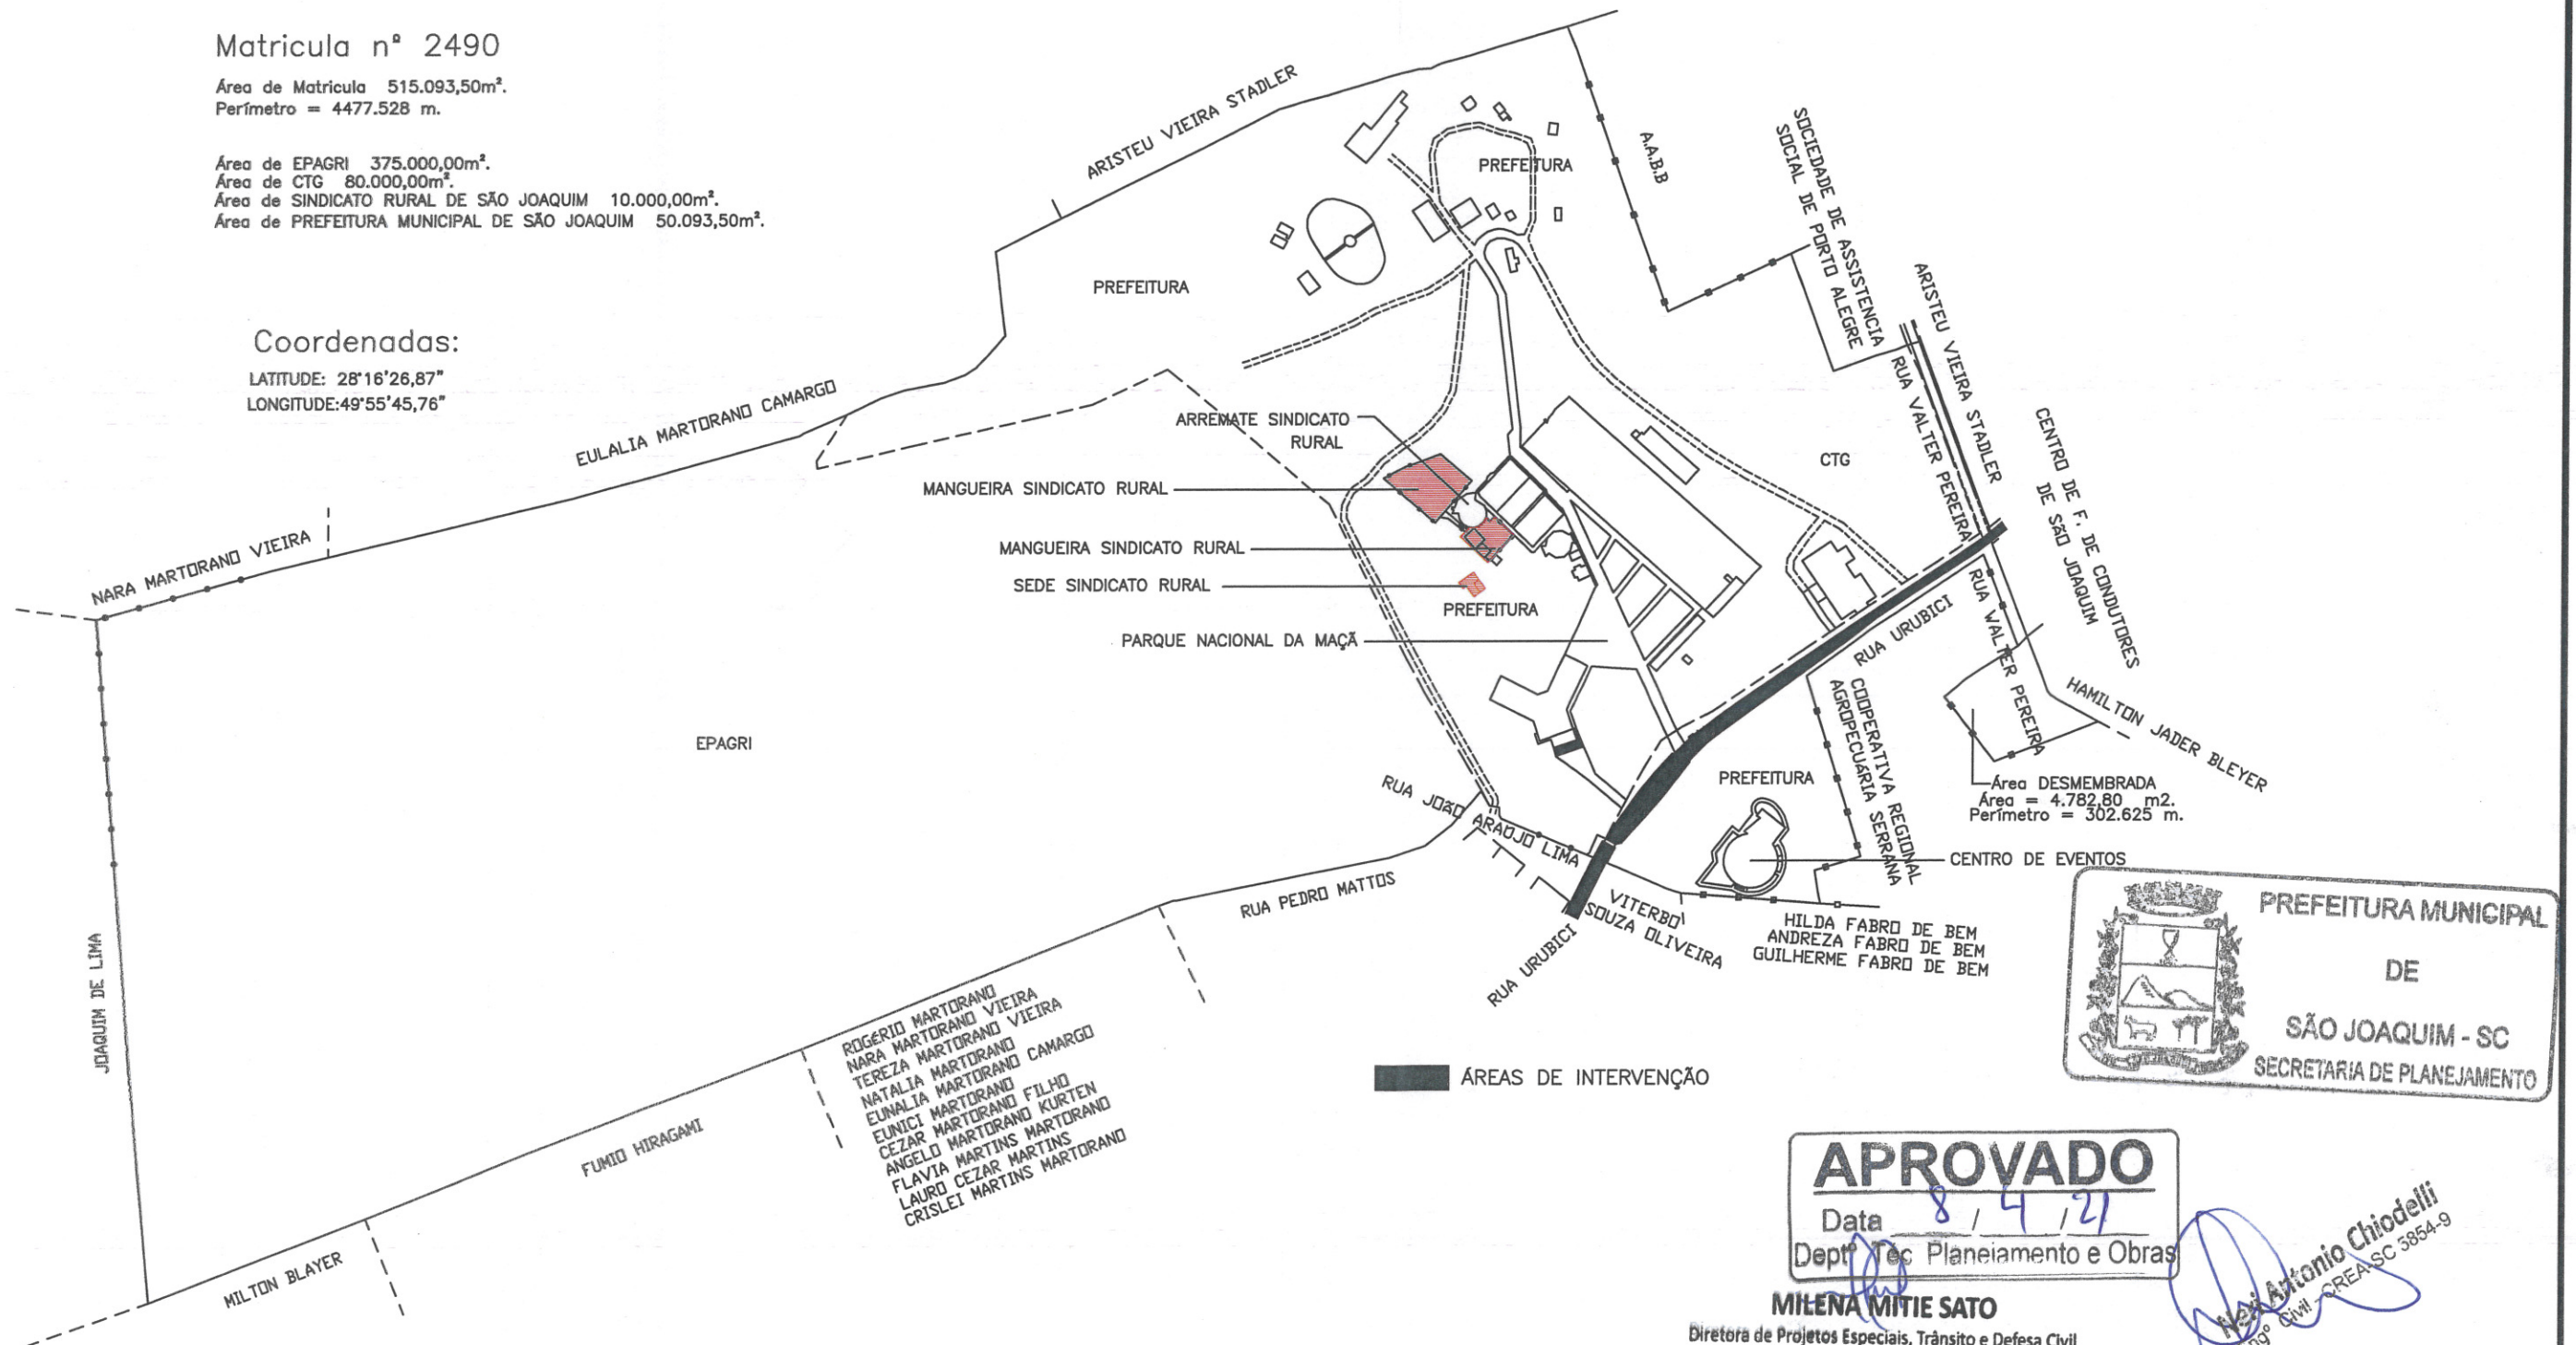 Matricula nº 2490
Área de Matricula 515.093,50m².
Perímetro = 4477.528 m.
Área de EPAGRI 375.000,00m².
Área de CTG 80.000,00m².
Área de SINDICATO RURAL DE SÃO JOAQUIM 10.000,00m².
Área de PREFEITURA MUNICIPAL DE SÃO JOAQUIM 50.093,50m².
Coordenadas:
LATITUDE: 28°16'26,87"
LONGITUDE:49°55'45,76"
ARISTEU VIEIRA STADLER
PREFEITURA
A.A.B.B
SOCIEDADE DE ASSISTENCIA
SOCIAL DE PORTO ALEGRE
PREFEITURA
ARISTEU VIEIRA STADLER
RUA VALTER PEREIRA
CENTRO DE F. DE CONDUTORES
DE SÃO JOAQUIM
EULALIA MARTORANO CAMARGO
ARREMATE SINDICATO
RURAL
CTG
MANGUEIRA SINDICATO RURAL
MANGUEIRA SINDICATO RURAL
SEDE SINDICATO RURAL
PREFEITURA
PARQUE NACIONAL DA MAÇÃ
NARA MARTORANO VIEIRA
RUA URUBICI
RUA WALTER PEREIRA
HAMILTON JADER BLEYER
COOPERATIVA REGIONAL
AGROPECUÁRIA SERRANA
EPAGRI
PREFEITURA
Área DESMEMBRADA
Área = 4.782,80 m2.
Perímetro = 302.625 m.
RUA JOÃO ARAUJO LIMA
CENTRO DE EVENTOS
RUA PEDRO MATTOS
VITERBO
SOUZA OLIVEIRA
RUA URUBICI
HILDA FABRO DE BEM
ANDREZA FABRO DE BEM
GUILHERME FABRO DE BEM
JOAQUIM DE LIMA
ROGÉRIO MARTORANO
NARA MARTORANO VIEIRA
TEREZA MARTORANO VIEIRA
NATALIA MARTORANO
EUNALIA MARTORANO CAMARGO
EUNICI MARTORANO
CEZAR MARTORANO FILHO
ANGELO MARTORANO KURTEN
FLAVIA MARTINS MARTORANO
LAURO CEZAR MARTINS
CRISLEI MARTINS MARTORANO
FUMIO HIRAGAMI
MILTON BLAYER
ÁREAS DE INTERVENÇÃO
PREFEITURA MUNICIPAL
DE
SÃO JOAQUIM - SC
SECRETARIA DE PLANEJAMENTO
APROVADO
Data 8 / 4 / 21
Deptº Téc Planejamento e Obras
MILENA MITIE SATO
Diretora de Projetos Especiais, Trânsito e Defesa Civil
Antonio Chiodelli
Engº Civil - CREA-SC 3854-9